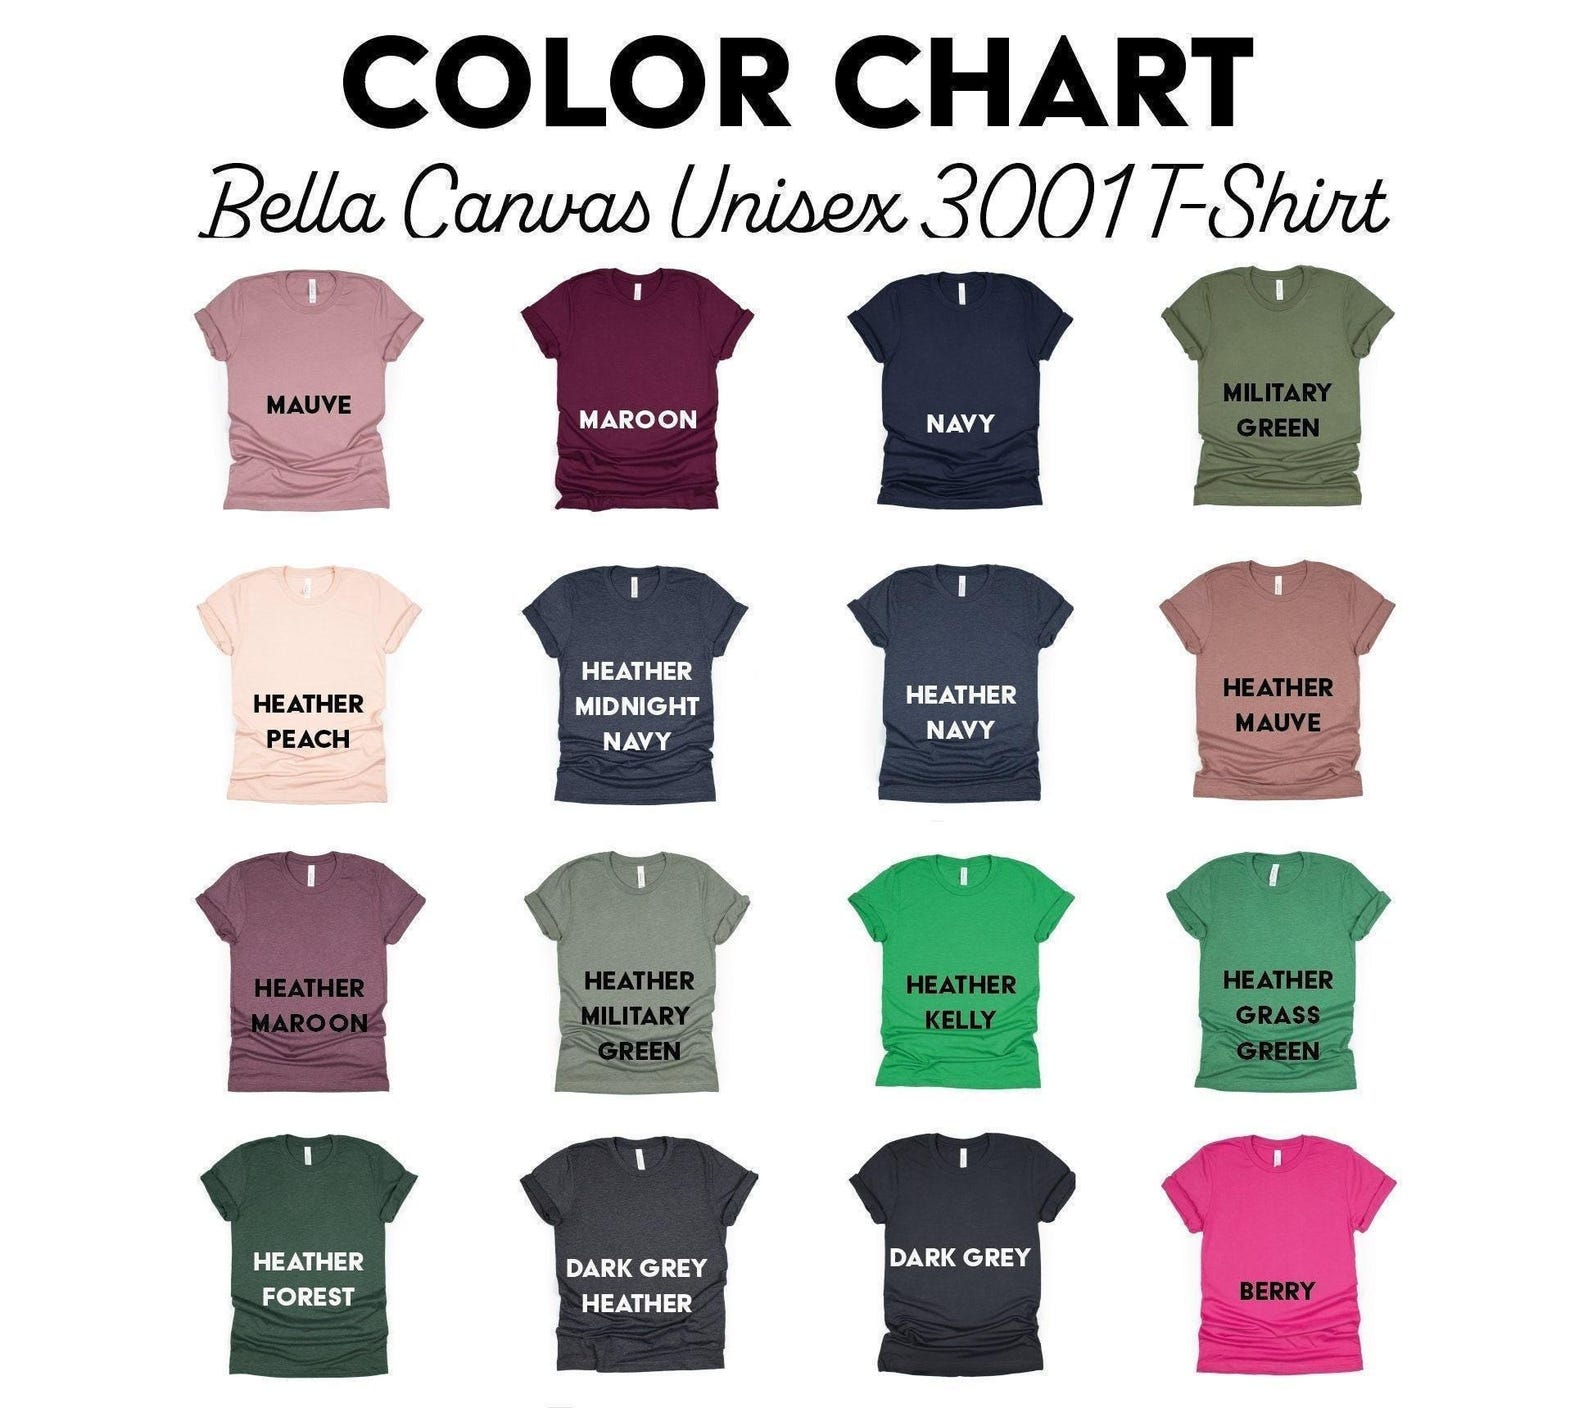 COLOR CHART
Bella Canvas Unisex 3001 T-Shirt
MAUVE
MAROON
NAVY
MILITARY
GREEN
HEATHER
PEACH
HEATHER
MIDNIGHT
NAVY
HEATHER
NAVY
HEATHER
MAUVE
HEATHER
MAROON
HEATHER
MILITARY
GREEN
HEATHER
KELLY
HEATHER
GRASS
GREEN
HEATHER
FOREST
DARK GREY
HEATHER
DARK GREY
BERRY